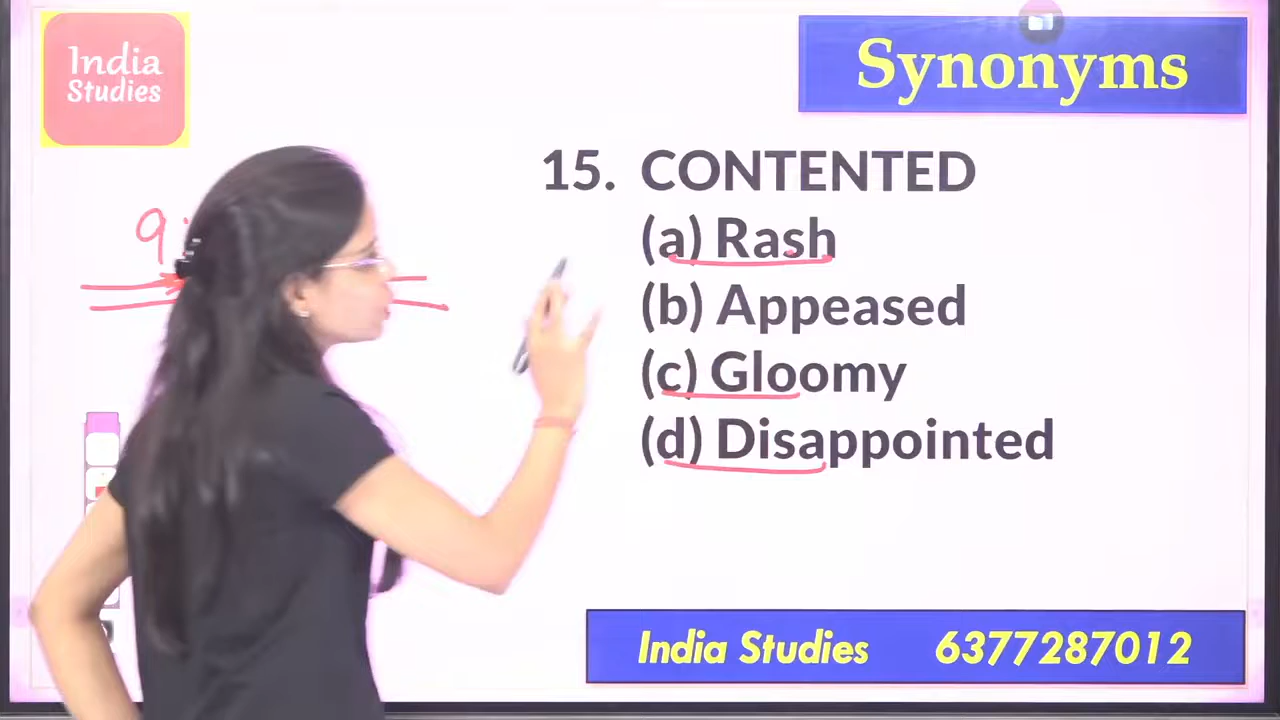 India
Studies
Synonyms
15. CONTENTED
(a) Rash
(b) Appeased
(c) Gloomy
(d) Disappointed
India Studies 6377287012